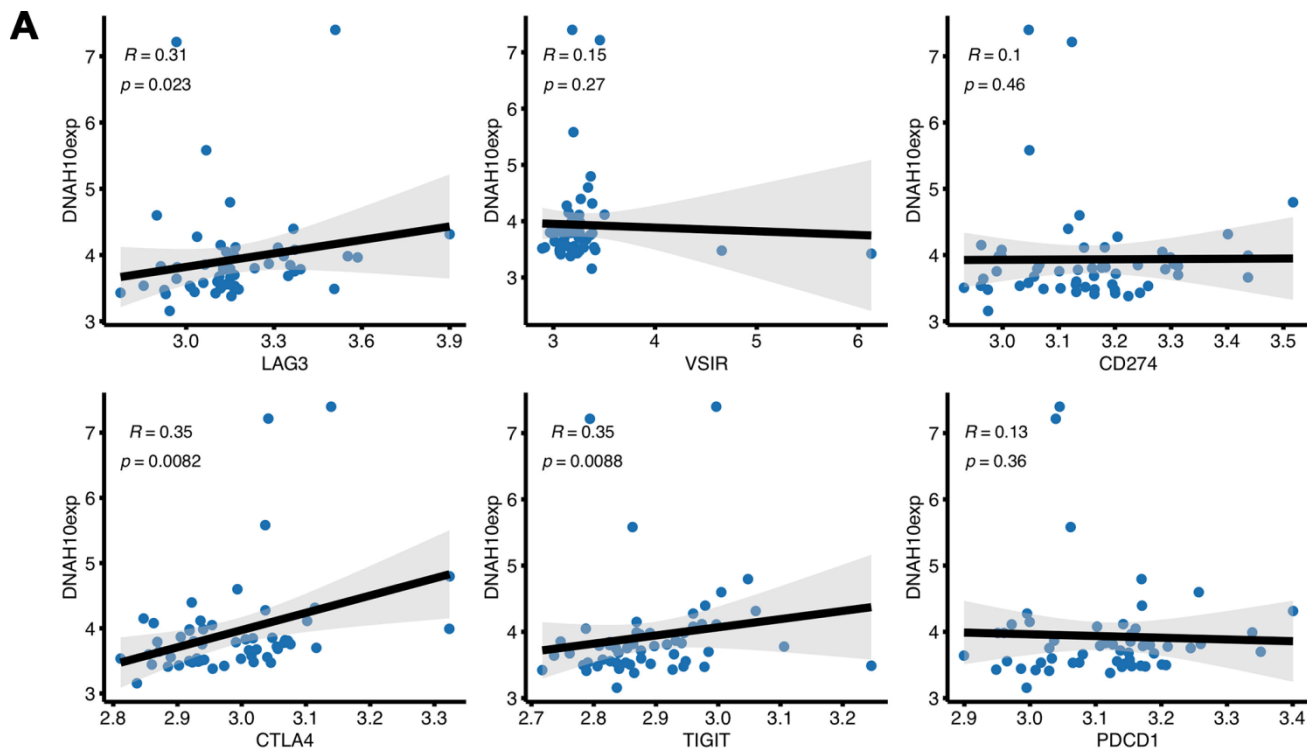 A
R = 0.31
p = 0.023
DNAH10exp
7
6
5
4
3
3.0 3.3 3.6 3.9
LAG3
R = 0.15
p = 0.27
DNAH10exp
7
6
5
4
3
3 4 5 6
VSIR
R = 0.1
p = 0.46
DNAH10exp
7
6
5
4
3
3.0 3.1 3.2 3.3 3.4 3.5
CD274
R = 0.35
p = 0.0082
DNAH10exp
7
6
5
4
3
2.8 2.9 3.0 3.1 3.2 3.3
CTLA4
R = 0.35
p = 0.0088
DNAH10exp
7
6
5
4
3
2.7 2.8 2.9 3.0 3.1 3.2
TIGIT
R = 0.13
p = 0.36
DNAH10exp
7
6
5
4
3
2.9 3.0 3.1 3.2 3.3 3.4
PDCD1